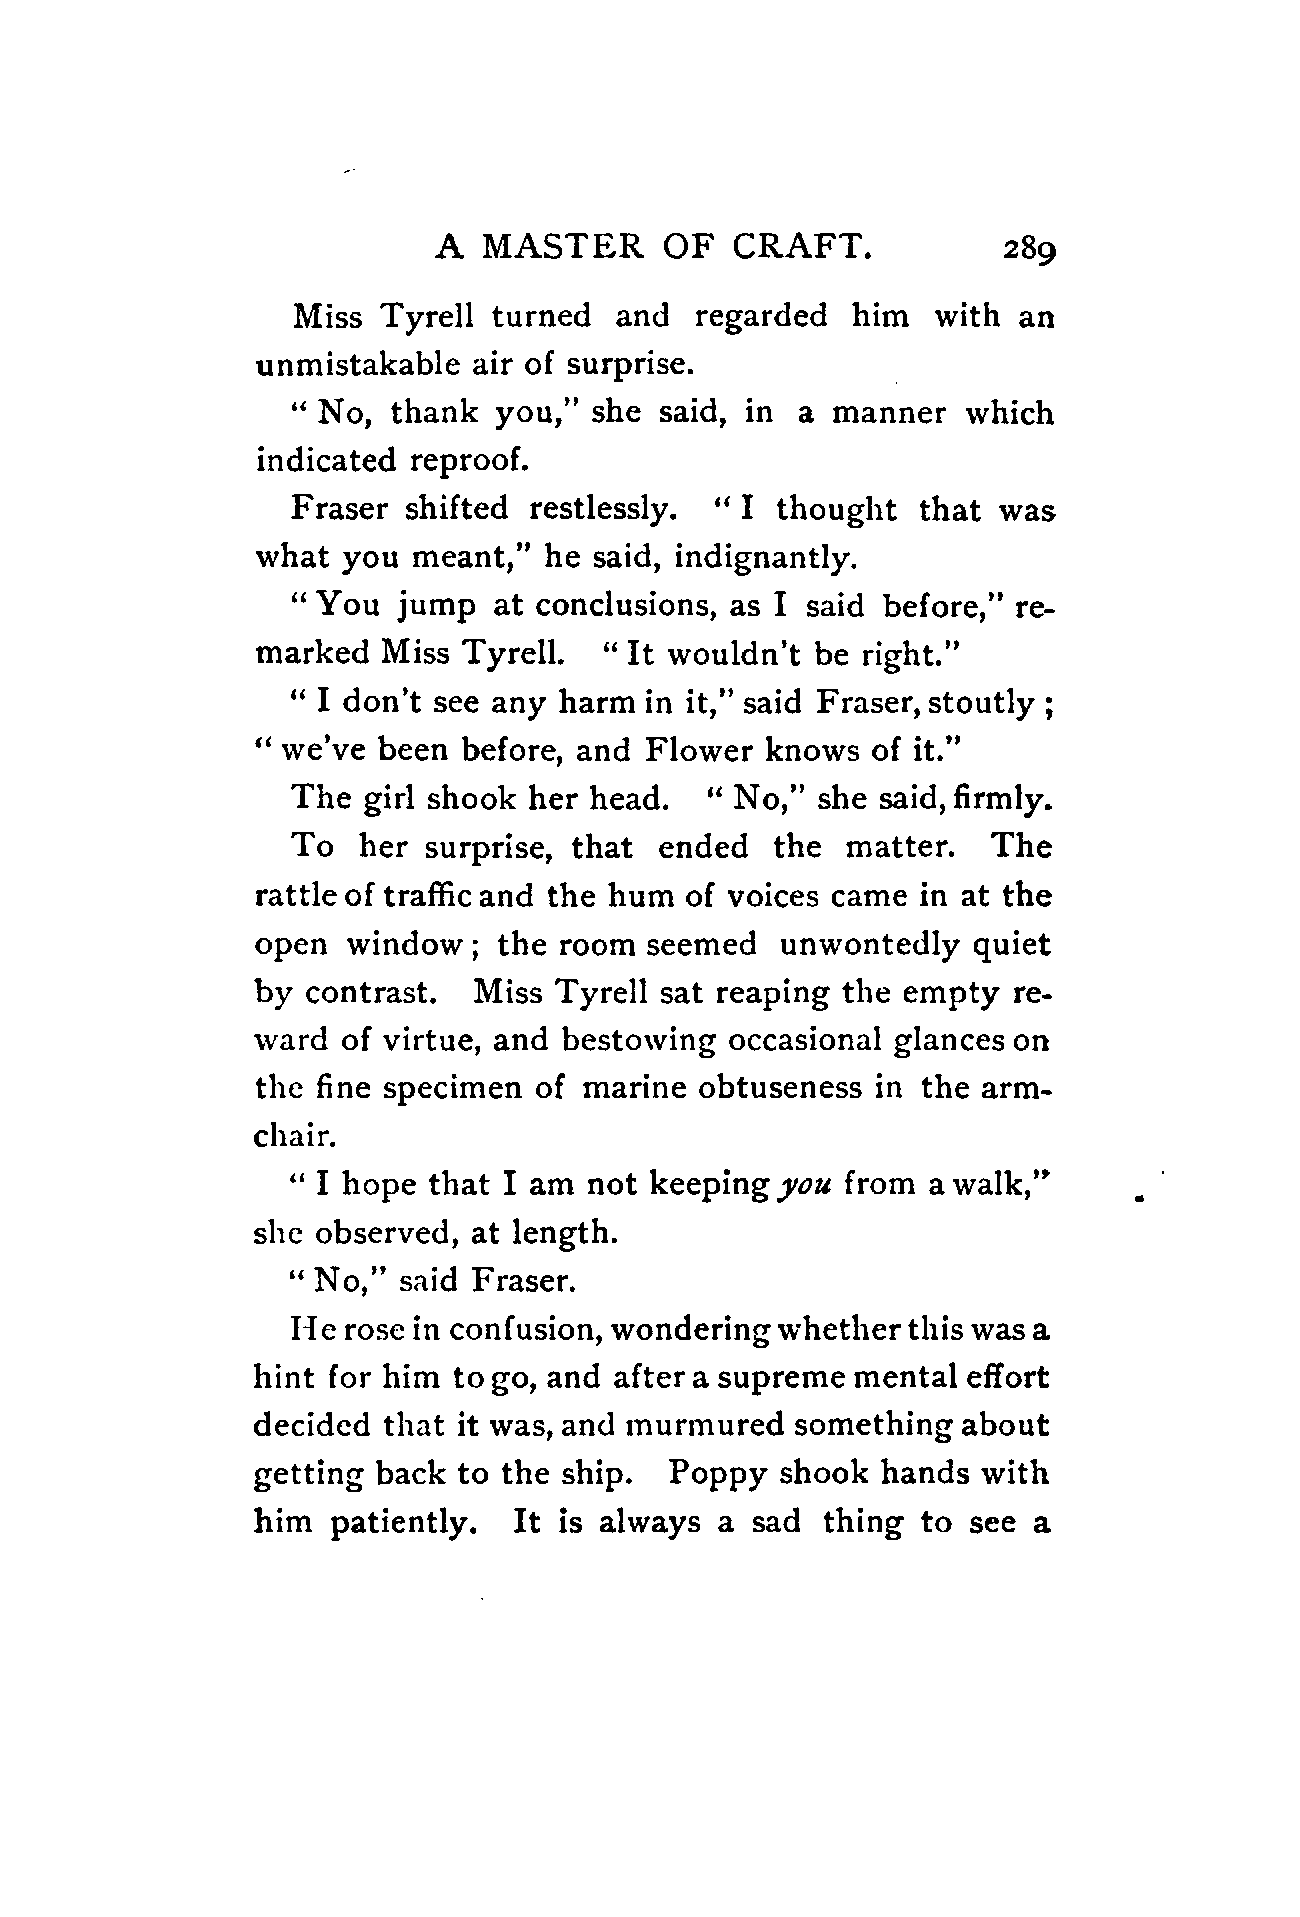 A MASTER OF CRAFT. 289
Miss Tyrell turned and regarded him with an
unmistakable air of surprise.
" No, thank you," she said, in a manner which
indicated reproof.
Fraser shifted restlessly. " I thought that was
what you meant," he said, indignantly.
" You jump at conclusions, as I said before," re-
marked Miss Tyrell. " It wouldn't be right."
" I don't see any harm in it," said Fraser, stoutly ;
" we've been before, and Flower knows of it."
The girl shook her head. " No," she said, firmly.
To her surprise, that ended the matter. The
rattle of traffic and the hum of voices came in at the
open window ; the room seemed unwontedly quiet
by contrast. Miss Tyrell sat reaping the empty re-
ward of virtue, and bestowing occasional glances on
the fine specimen of marine obtuseness in the arm-
chair.
" I hope that I am not keeping you from a walk,"
she observed, at length.
" No," said Fraser.
He rose in confusion, wondering whether this was a
hint for him to go, and after a supreme mental effort
decided that it was, and murmured something about
getting back to the ship. Poppy shook hands with
him patiently. It is always a sad thing to see a